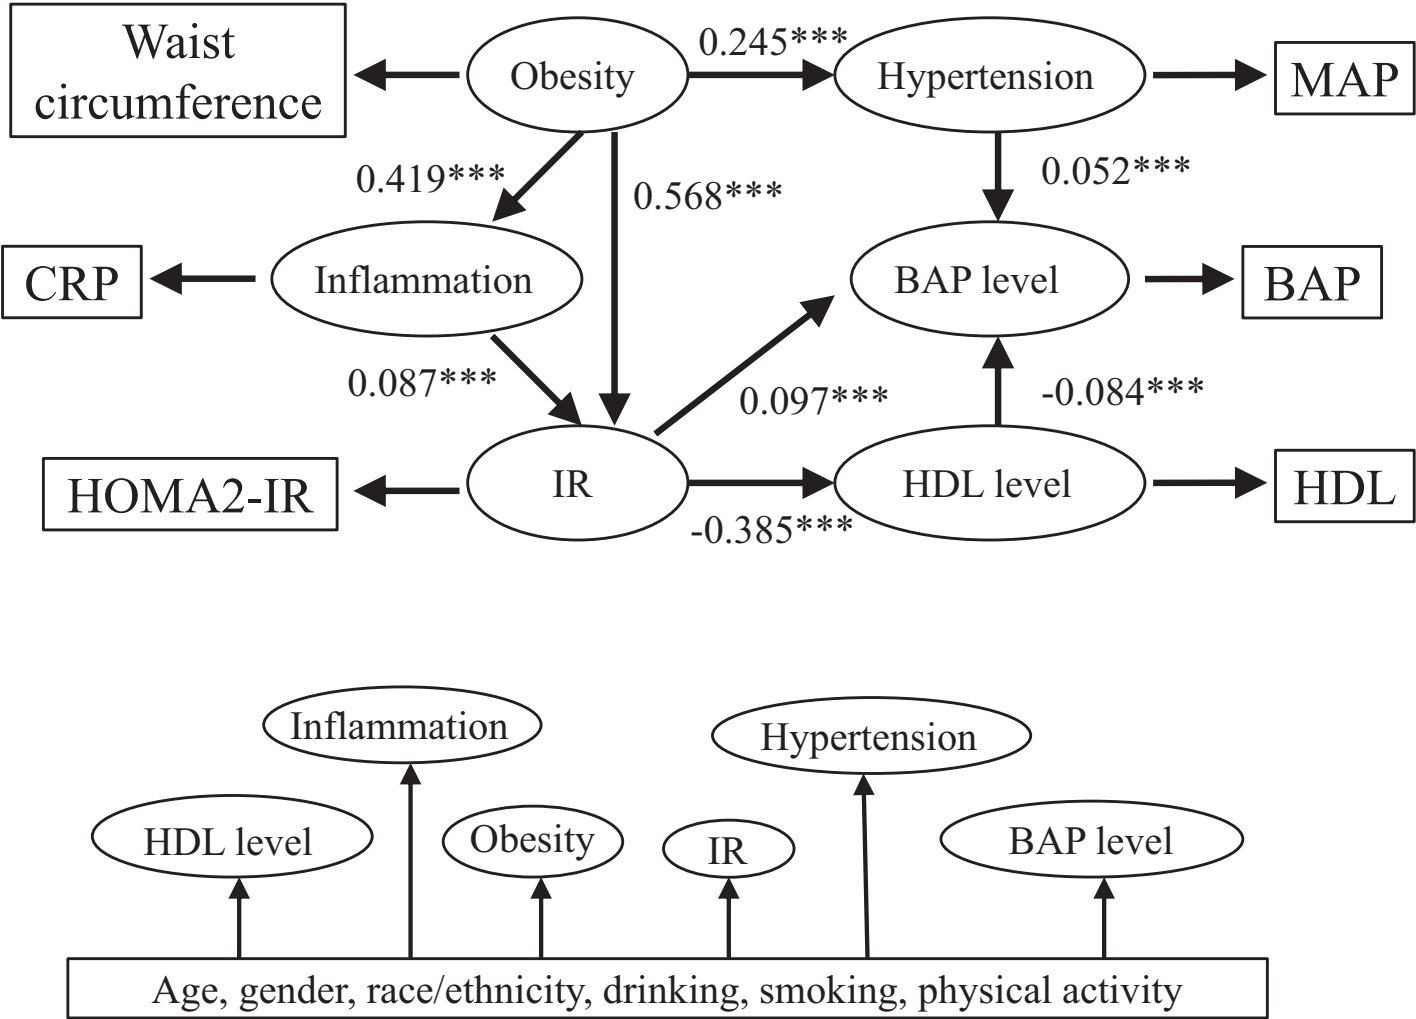 Waist
circumference
Obesity
0.245***
Hypertension
MAP
0.419***
0.568***
0.052***
CRP
Inflammation
BAP level
BAP
0.087***
0.097***
-0.084***
HOMA2-IR
IR
-0.385***
HDL level
HDL
Inflammation
Hypertension
HDL level
Obesity
IR
BAP level
Age, gender, race/ethnicity, drinking, smoking, physical activity